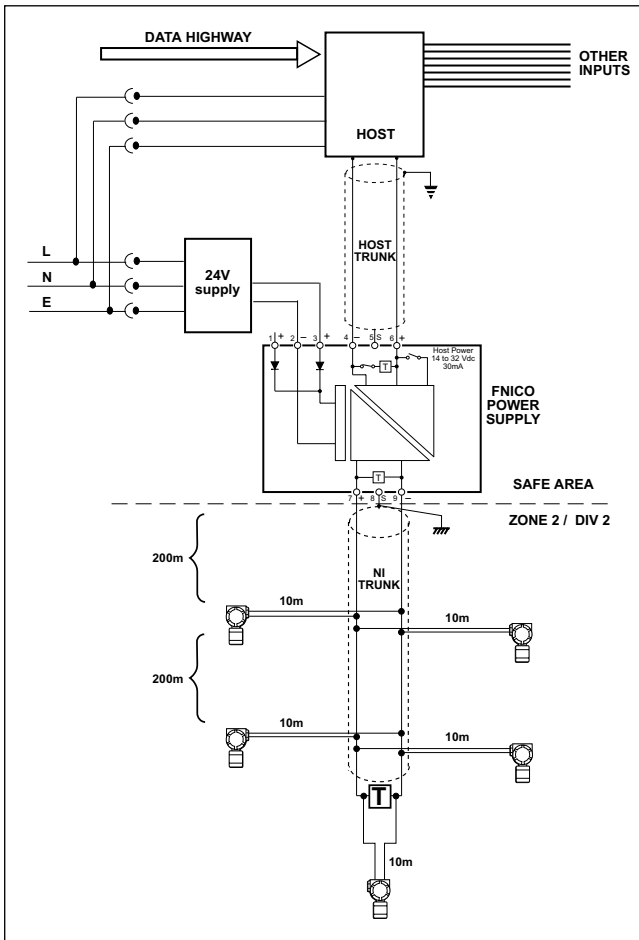 DATA HIGHWAY
OTHER
INPUTS
HOST
L
N
E
24V
supply
HOST
TRUNK
1 + 2 − 3 + 4 − 5 S 6 +
Host Power
14 to 32 Vdc
30mA
T
FNICO
POWER
SUPPLY
T
7 + 8 S 9 −
SAFE AREA
ZONE 2 / DIV 2
200m
NI
TRUNK
10m
10m
200m
10m
10m
T
10m